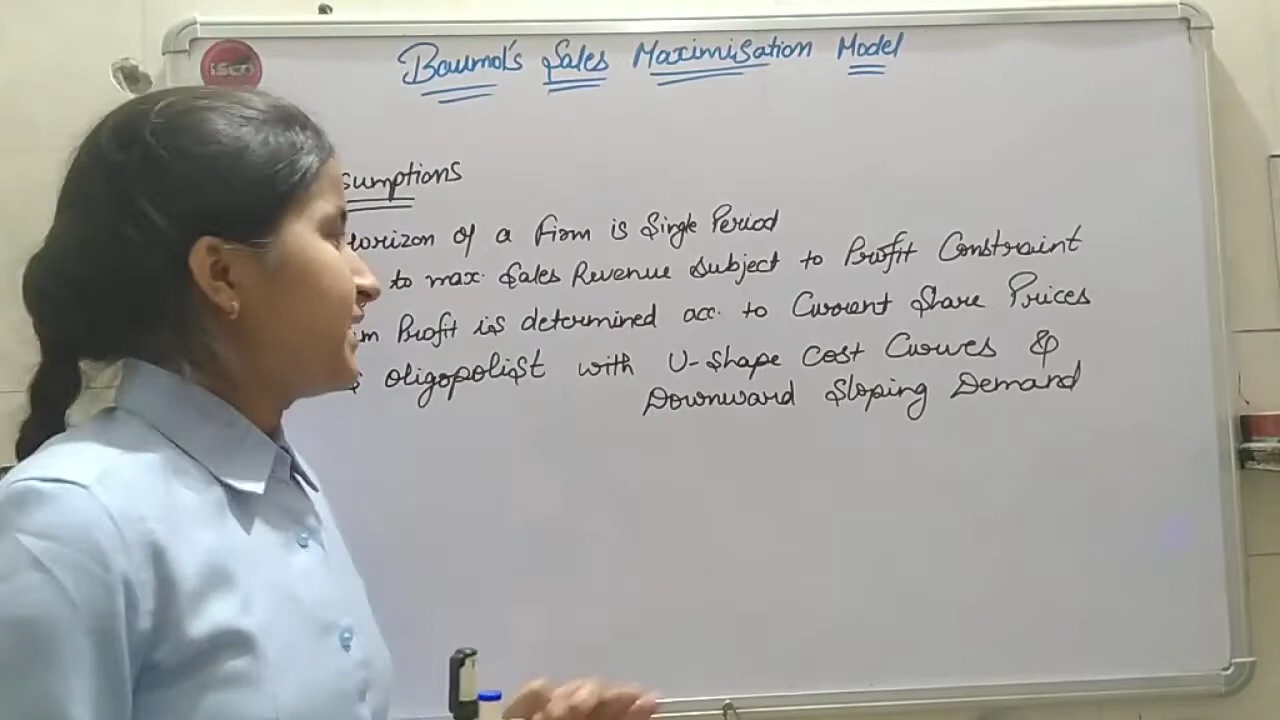 Baumol's Sales Maximisation Model
isco
sumptions
orizon of a Firm is Single Period
to max. Sales Revenue subject to Profit Constraint
m Profit is determined acc. to Current Share Prices
s oligopolist with U-Shape Cost Curves &
Downward Sloping Demand